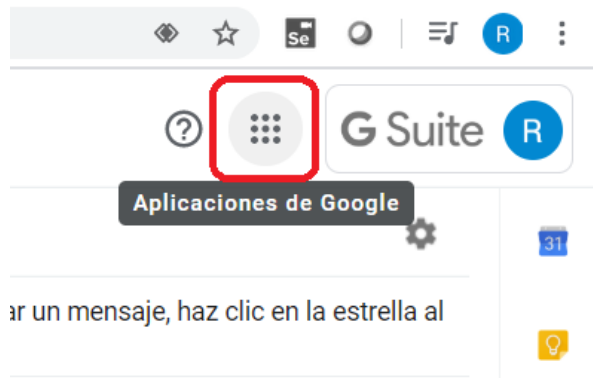 Se
R
G Suite
R
Aplicaciones de Google
31
ar un mensaje, haz clic en la estrella al